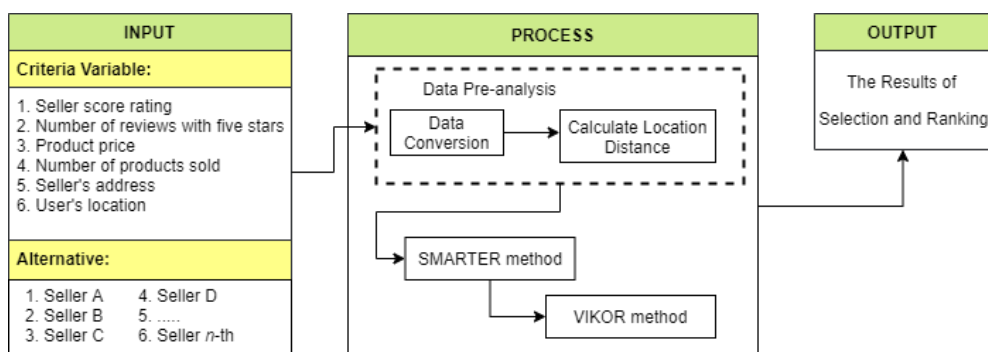 INPUT
Criteria Variable:
1. Seller score rating
2. Number of reviews with five stars
3. Product price
4. Number of products sold
5. Seller's address
6. User's location
Alternative:
1. Seller A
2. Seller B
3. Seller C
4. Seller D
5. .....
6. Seller n-th
PROCESS
Data Pre-analysis
Data
Conversion
Calculate Location
Distance
SMARTER method
VIKOR method
OUTPUT
The Results of
Selection and Ranking